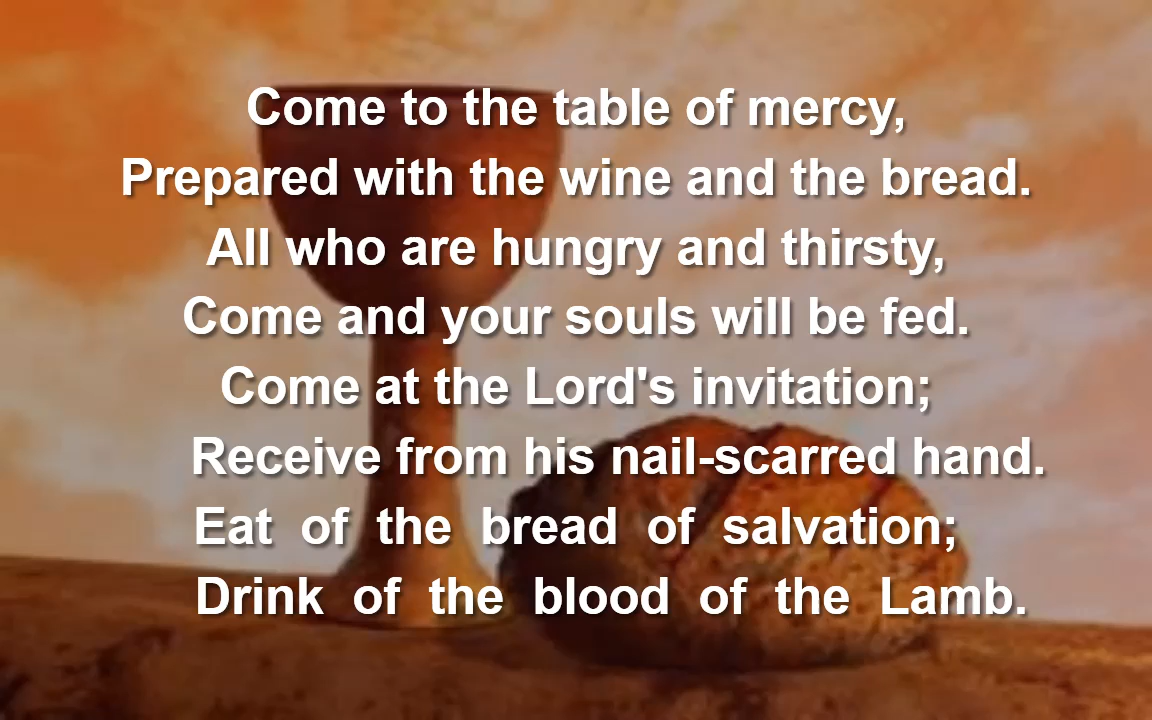 Come to the table of mercy,
Prepared with the wine and the bread.
All who are hungry and thirsty,
Come and your souls will be fed.
Come at the Lord's invitation;
Receive from his nail-scarred hand.
Eat of the bread of salvation;
Drink of the blood of the Lamb.